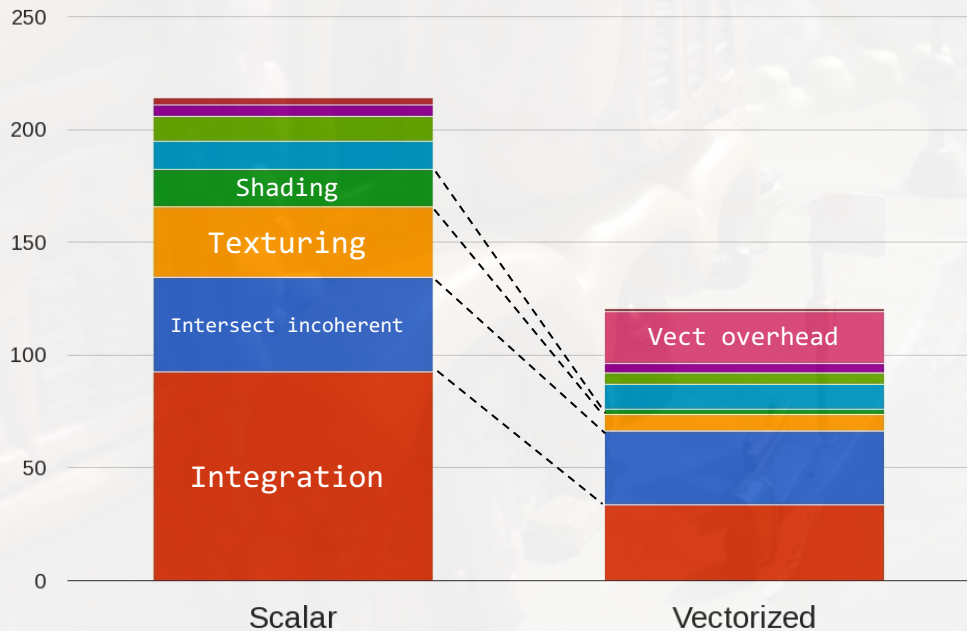 250
200
150
100
50
0
Shading
Texturing
Intersect incoherent
Integration
Vect overhead
Scalar
Vectorized